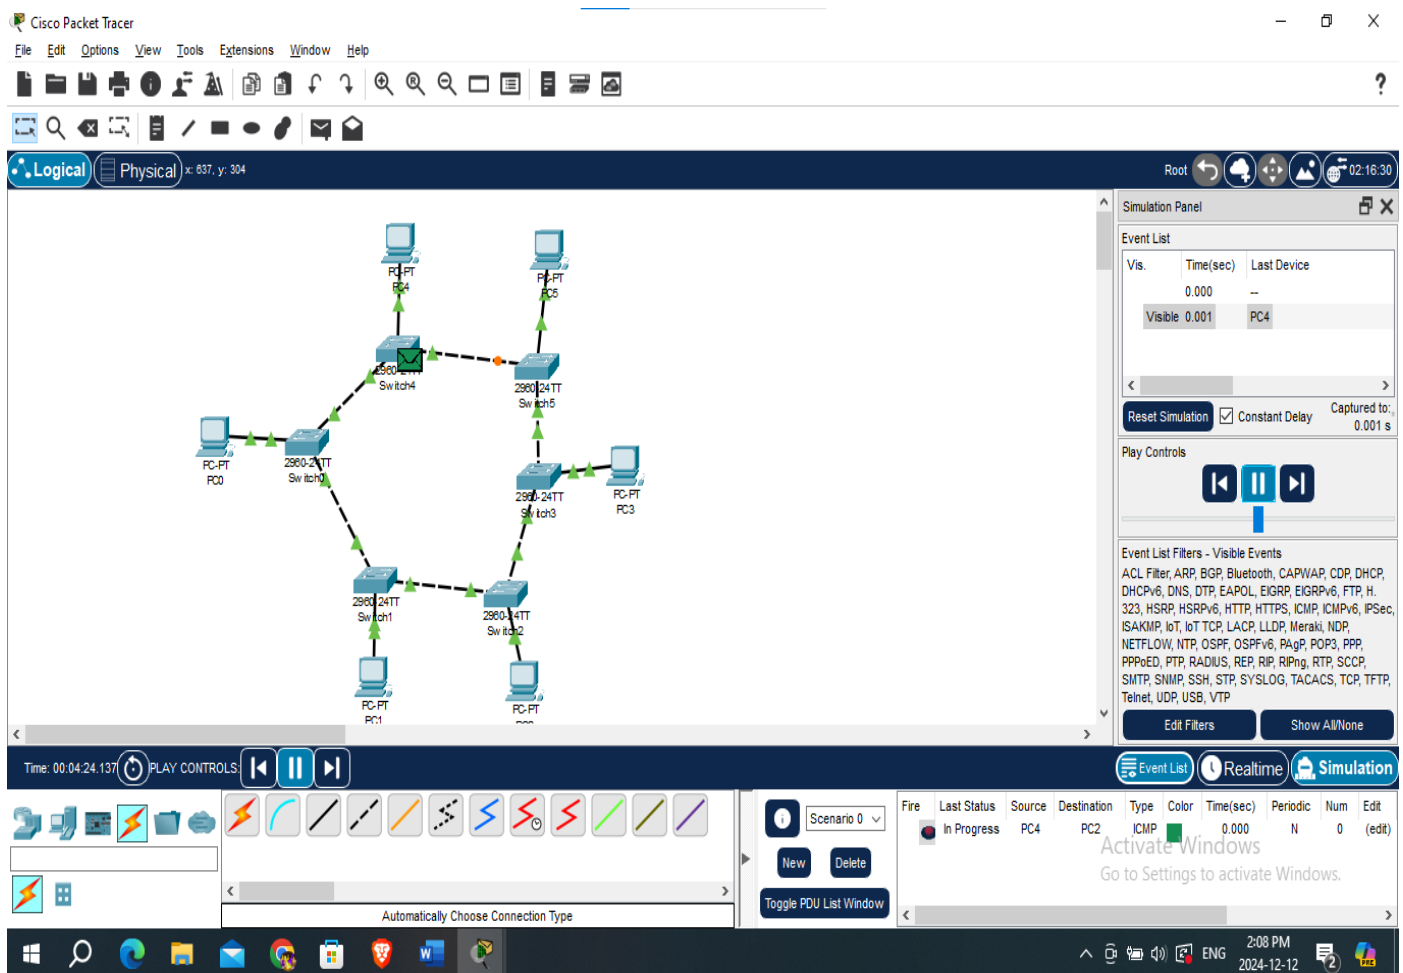 Cisco Packet Tracer
File Edit Options View Tools Extensions Window Help
Logical Physical x: 637, y: 304
Root 02:16:30
Simulation Panel
Event List
Vis. Time(sec) Last Device
0.000 --
Visible 0.001 PC4
Reset Simulation Constant Delay Captured to:
0.001 s
Play Controls
Event List Filters - Visible Events
ACL Filter, ARP, BGP, Bluetooth, CAPWAP, CDP, DHCP,
DHCPv6, DNS, DTP, EAPOL, EIGRP, EIGRPv6, FTP, H.
323, HSRP, HSRPv6, HTTP, HTTPS, ICMP, ICMPv6, IPSec,
ISAKMP, IoT, IoT TCP, LACP, LLDP, Meraki, NDP,
NETFLOW, NTP, OSPF, OSPFv6, PAgP, POP3, PPP,
PPPoED, PTP, RADIUS, REP, RIP, RIPng, RTP, SCCP,
SMTP, SNMP, SSH, STP, SYSLOG, TACACS, TCP, TFTP,
Telnet, UDP, USB, VTP
Edit Filters Show All/None
PC-PT
PC4
PC-PT
PC5
2960-24TT
Switch4
2960-24TT
Switch5
PC-PT
PC0
2960-24TT
Switch0
2960-24TT
Switch3
PC-PT
PC3
2960-24TT
Switch1
2960-24TT
Switch2
PC-PT
PC1
PC-PT
Time: 00:04:24.137 PLAY CONTROLS:
Event List Realtime Simulation
Scenario 0
New Delete
Toggle PDU List Window
Fire Last Status Source Destination Type Color Time(sec) Periodic Num Edit
In Progress PC4 PC2 ICMP 0.000 N 0 (edit)
Activate Windows
Go to Settings to activate Windows.
Automatically Choose Connection Type
ENG
2:08 PM
2024-12-12
2
PRE